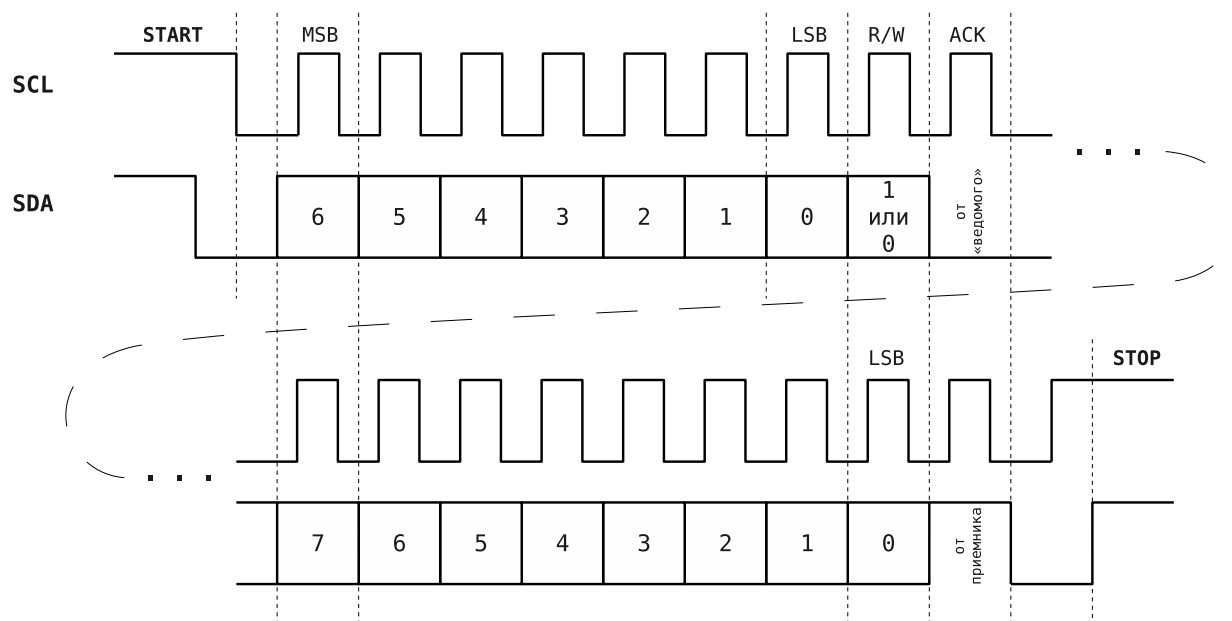 START MSB LSB R/W ACK
SCL
SDA
6 5 4 3 2 1 0
1
или
0
от
«ведомого»
. . .
LSB STOP
. . .
7 6 5 4 3 2 1 0
от
приемника